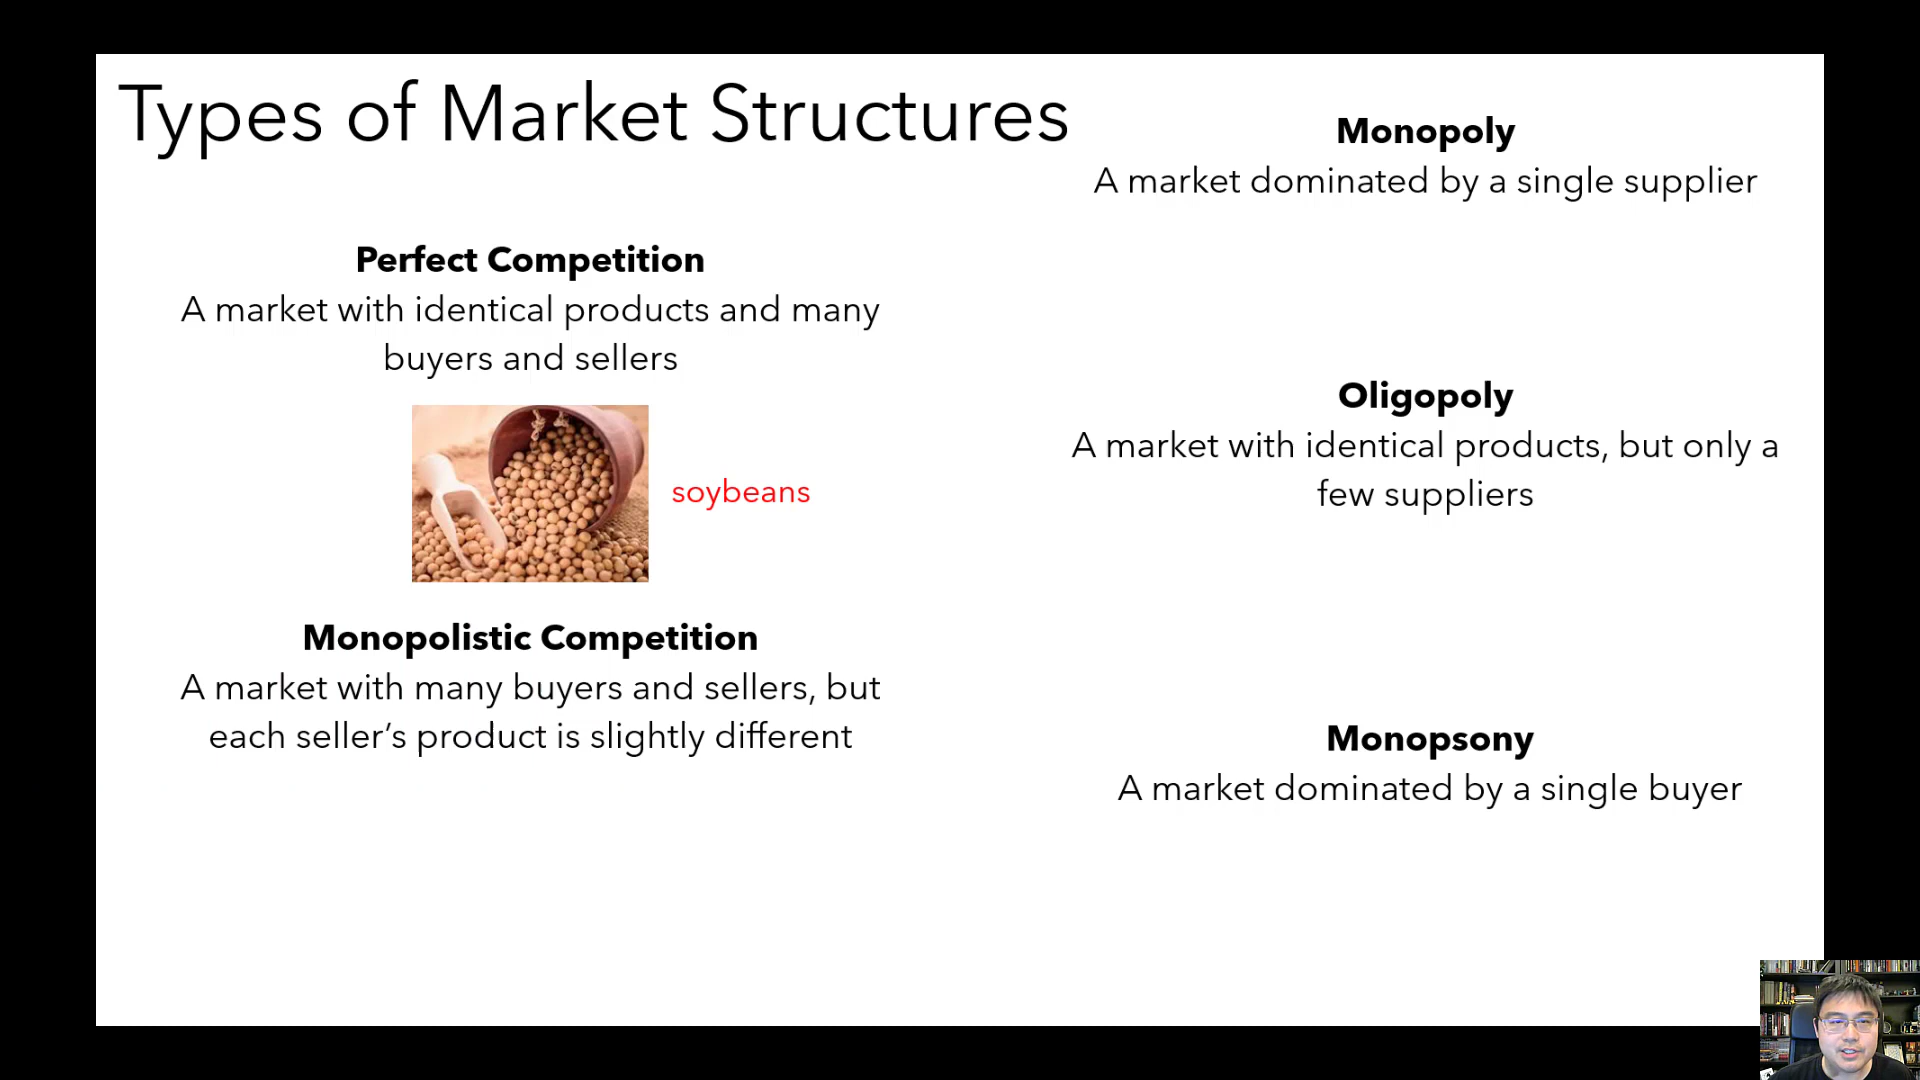 Types of Market Structures
Perfect Competition
A market with identical products and many
buyers and sellers
soybeans
Monopolistic Competition
A market with many buyers and sellers, but
each seller’s product is slightly different
Monopoly
A market dominated by a single supplier
Oligopoly
A market with identical products, but only a
few suppliers
Monopsony
A market dominated by a single buyer